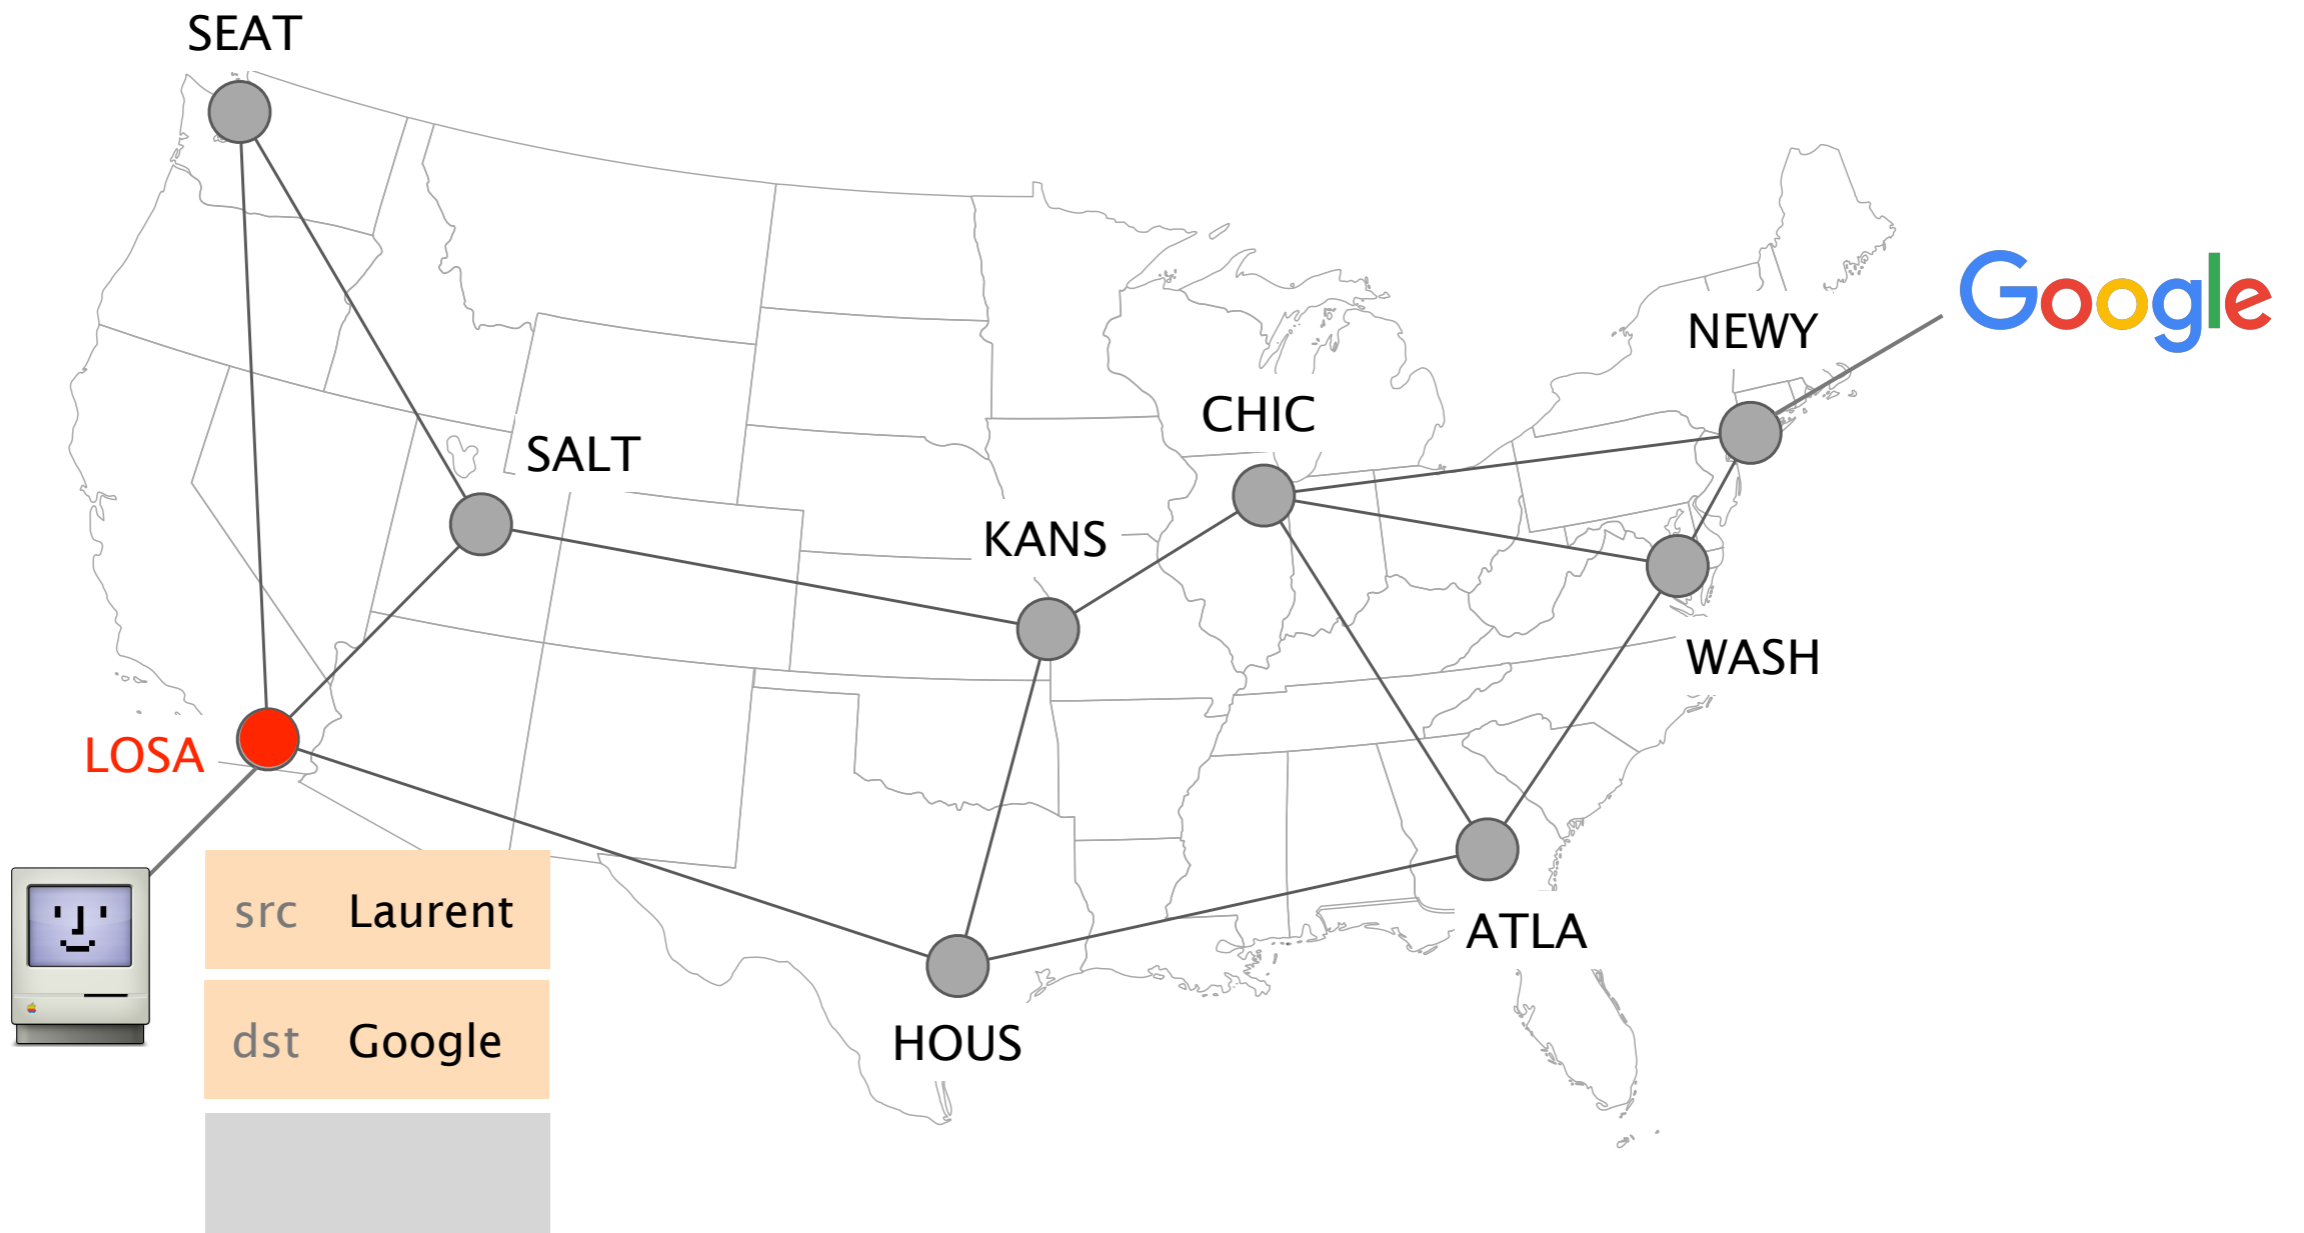 SEAT
Google
NEWY
CHIC
SALT
KANS
WASH
LOSA
src Laurent
ATLA
dst Google
HOUS